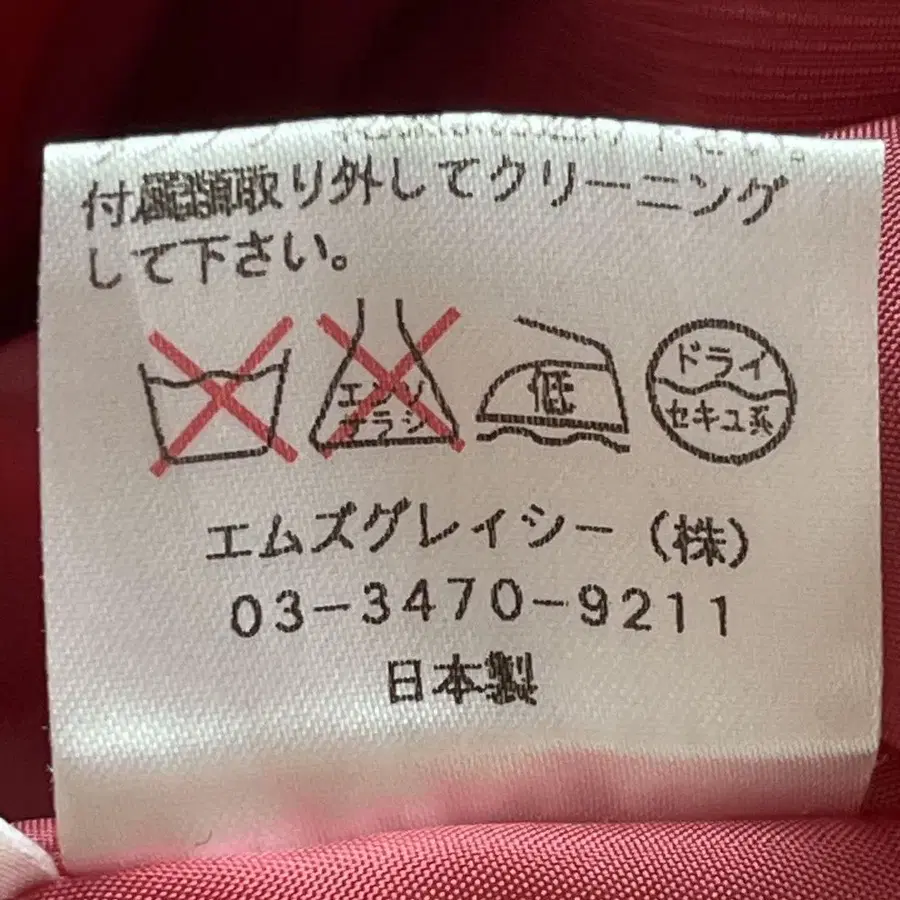 付属類取り外してクリーニング
して下さい。
エンソ
サラシ
低
ドライ
セキユ系
エムズグレイシー（株）
03-3470-9211
日本製